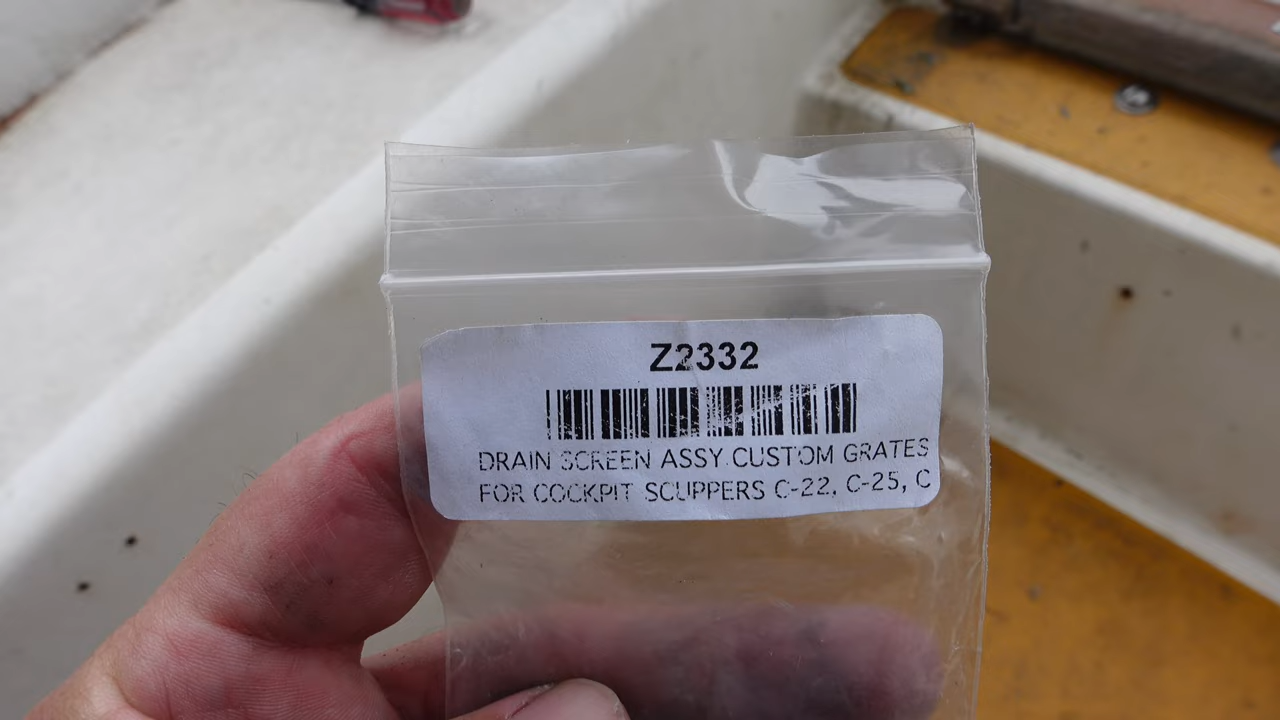 Z2332
DRAIN SCREEN ASSY CUSTOM GRATES
FOR COCKPIT SCUPPERS C-22, C-25, C